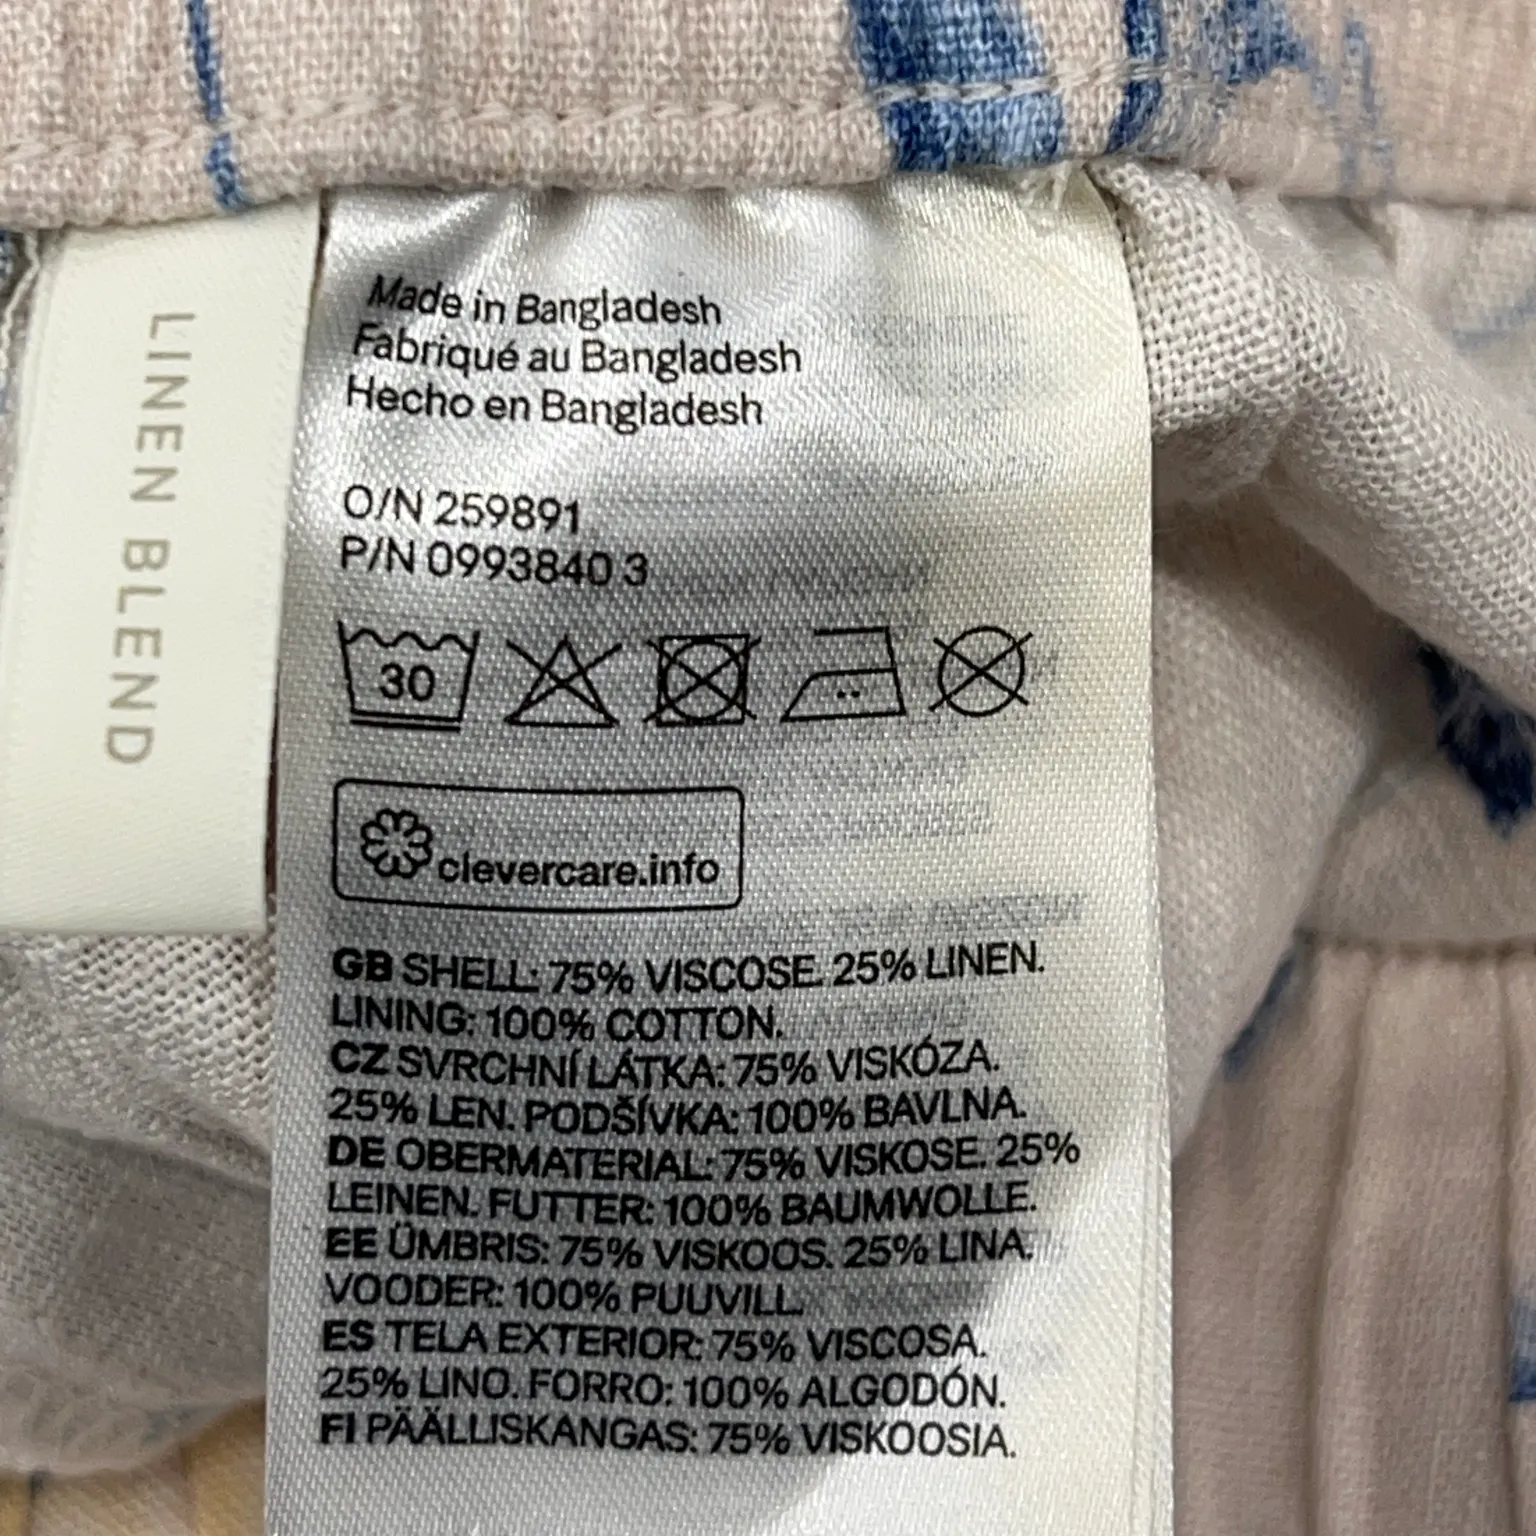 LINEN BLEND
Made in Bangladesh
Fabriqué au Bangladesh
Hecho en Bangladesh
O/N 259891
P/N 0993840 3
30
clevercare.info
GB SHELL: 75% VISCOSE. 25% LINEN.
LINING: 100% COTTON.
CZ SVRCHNÍ LÁTKA: 75% VISKÓZA.
25% LEN. PODŠÍVKA: 100% BAVLNA.
DE OBERMATERIAL: 75% VISKOSE. 25%
LEINEN. FUTTER: 100% BAUMWOLLE.
EE ÜMBRIS: 75% VISKOOS. 25% LINA.
VOODER: 100% PUUVILL.
ES TELA EXTERIOR: 75% VISCOSA.
25% LINO. FORRO: 100% ALGODÓN.
FI PÄÄLLISKANGAS: 75% VISKOOSIA.